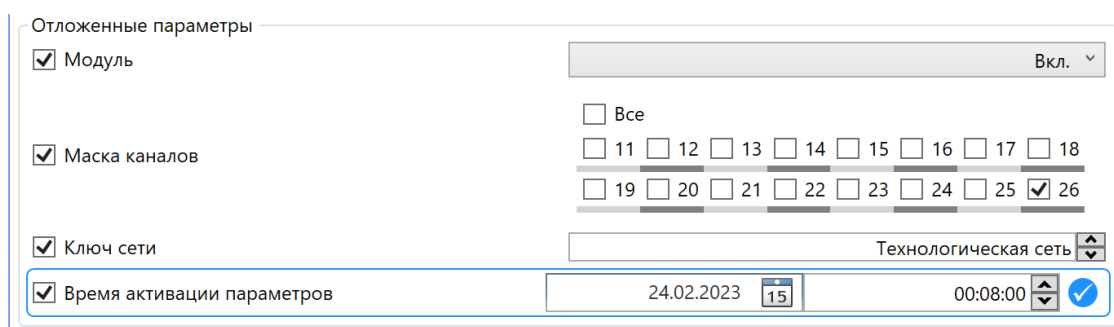 Отложенные параметры
Модуль Вкл.
Все
Маска каналов
11 12 13 14 15 16 17 18
19 20 21 22 23 24 25 26
Ключ сети Технологическая сеть
Время активации параметров 24.02.2023 15 00:08:00